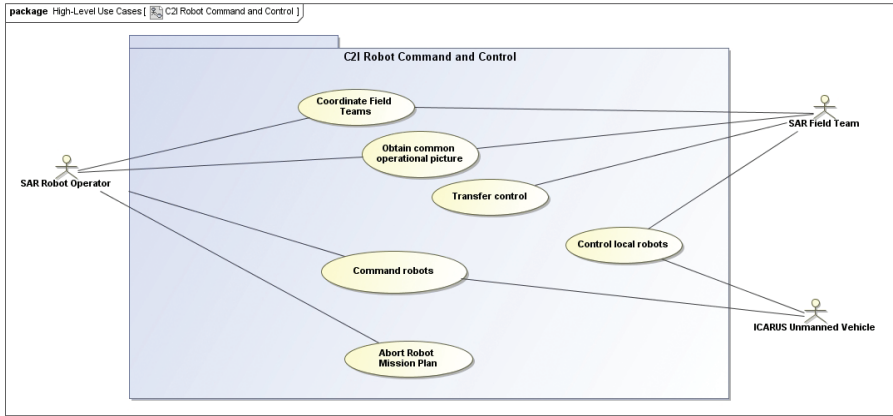 package High-Level Use Cases [ C2I Robot Command and Control ]
C2I Robot Command and Control
Coordinate Field
Teams
SAR Field Team
Obtain common
operational picture
SAR Robot Operator
Transfer control
Control local robots
Command robots
ICARUS Unmanned Vehicle
Abort Robot
Mission Plan